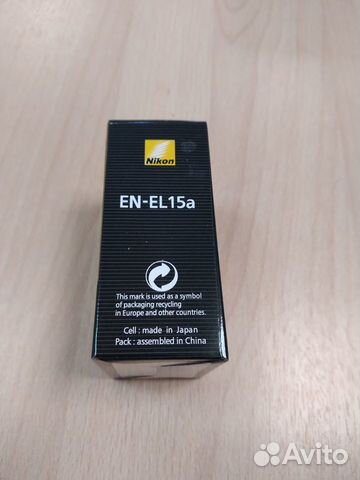 Nikon
EN-EL15a
This mark is used as a symbol
of packaging recycling
in Europe and other countries.
Cell : made in Japan
Pack : assembled in China
Avito